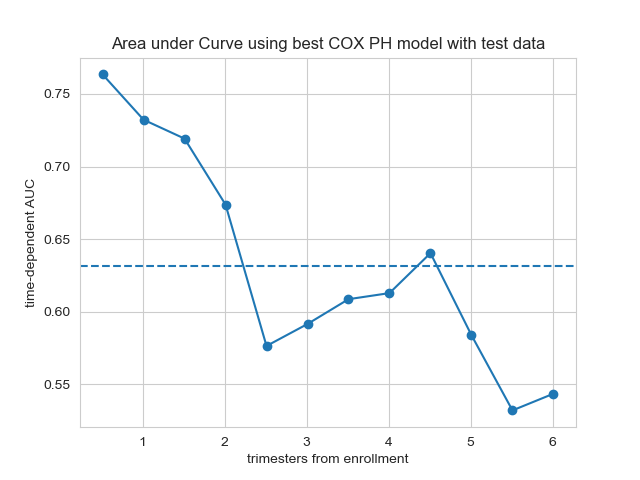 Area under Curve using best COX PH model with test data
time-dependent AUC
0.75
0.70
0.65
0.60
0.55
1 2 3 4 5 6
trimesters from enrollment